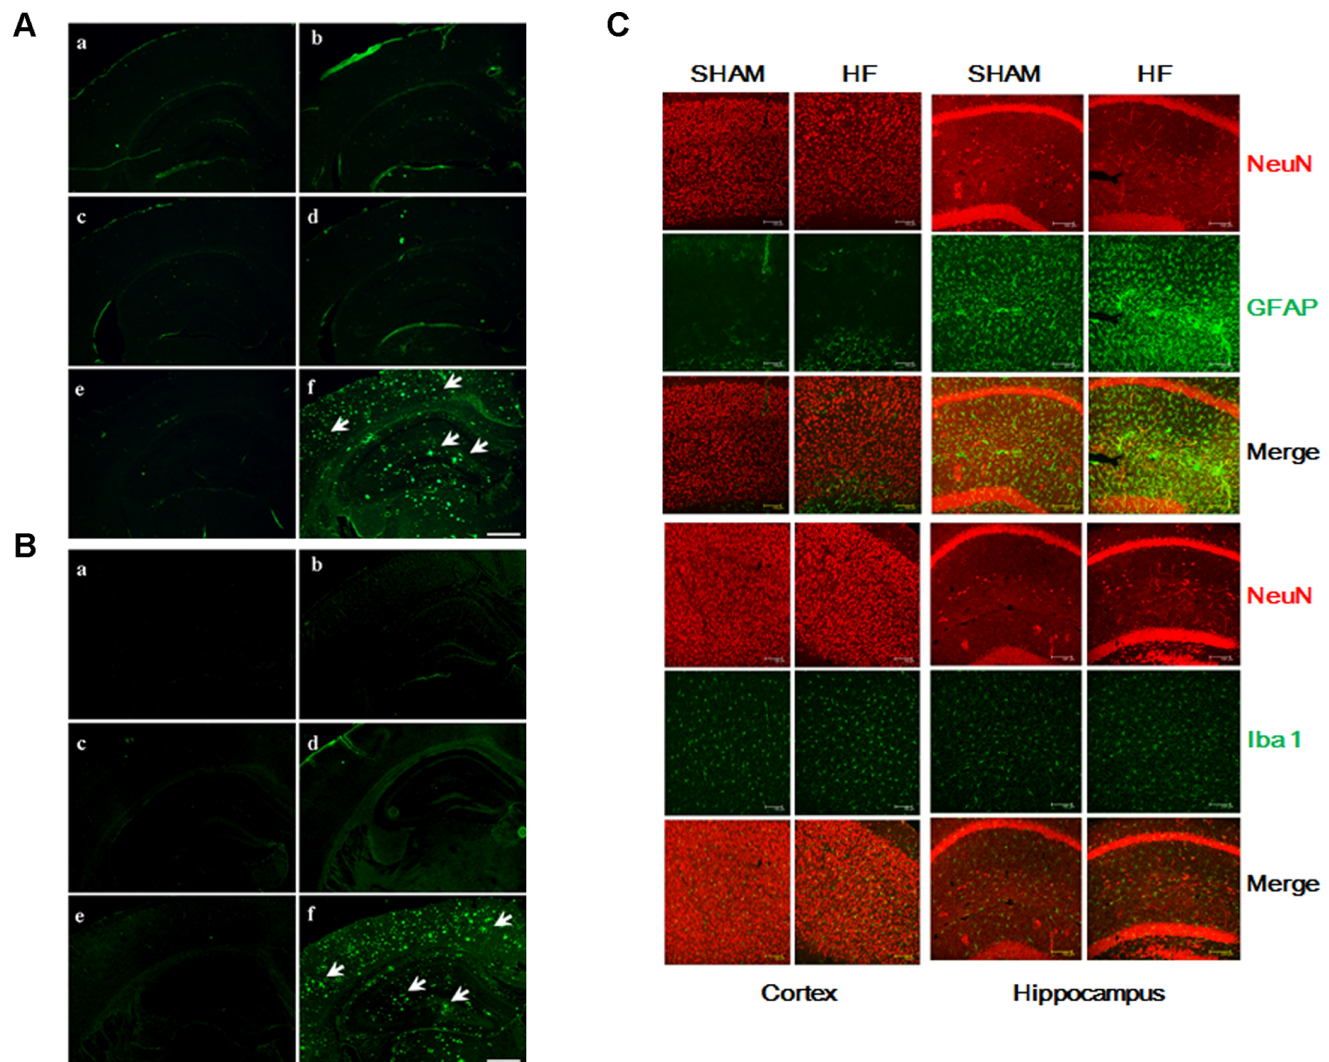 A
a
b
c
d
e
f
B
a
b
c
d
e
f
C
SHAM HF SHAM HF
NeuN
GFAP
Merge
NeuN
Iba1
Merge
Cortex Hippocampus